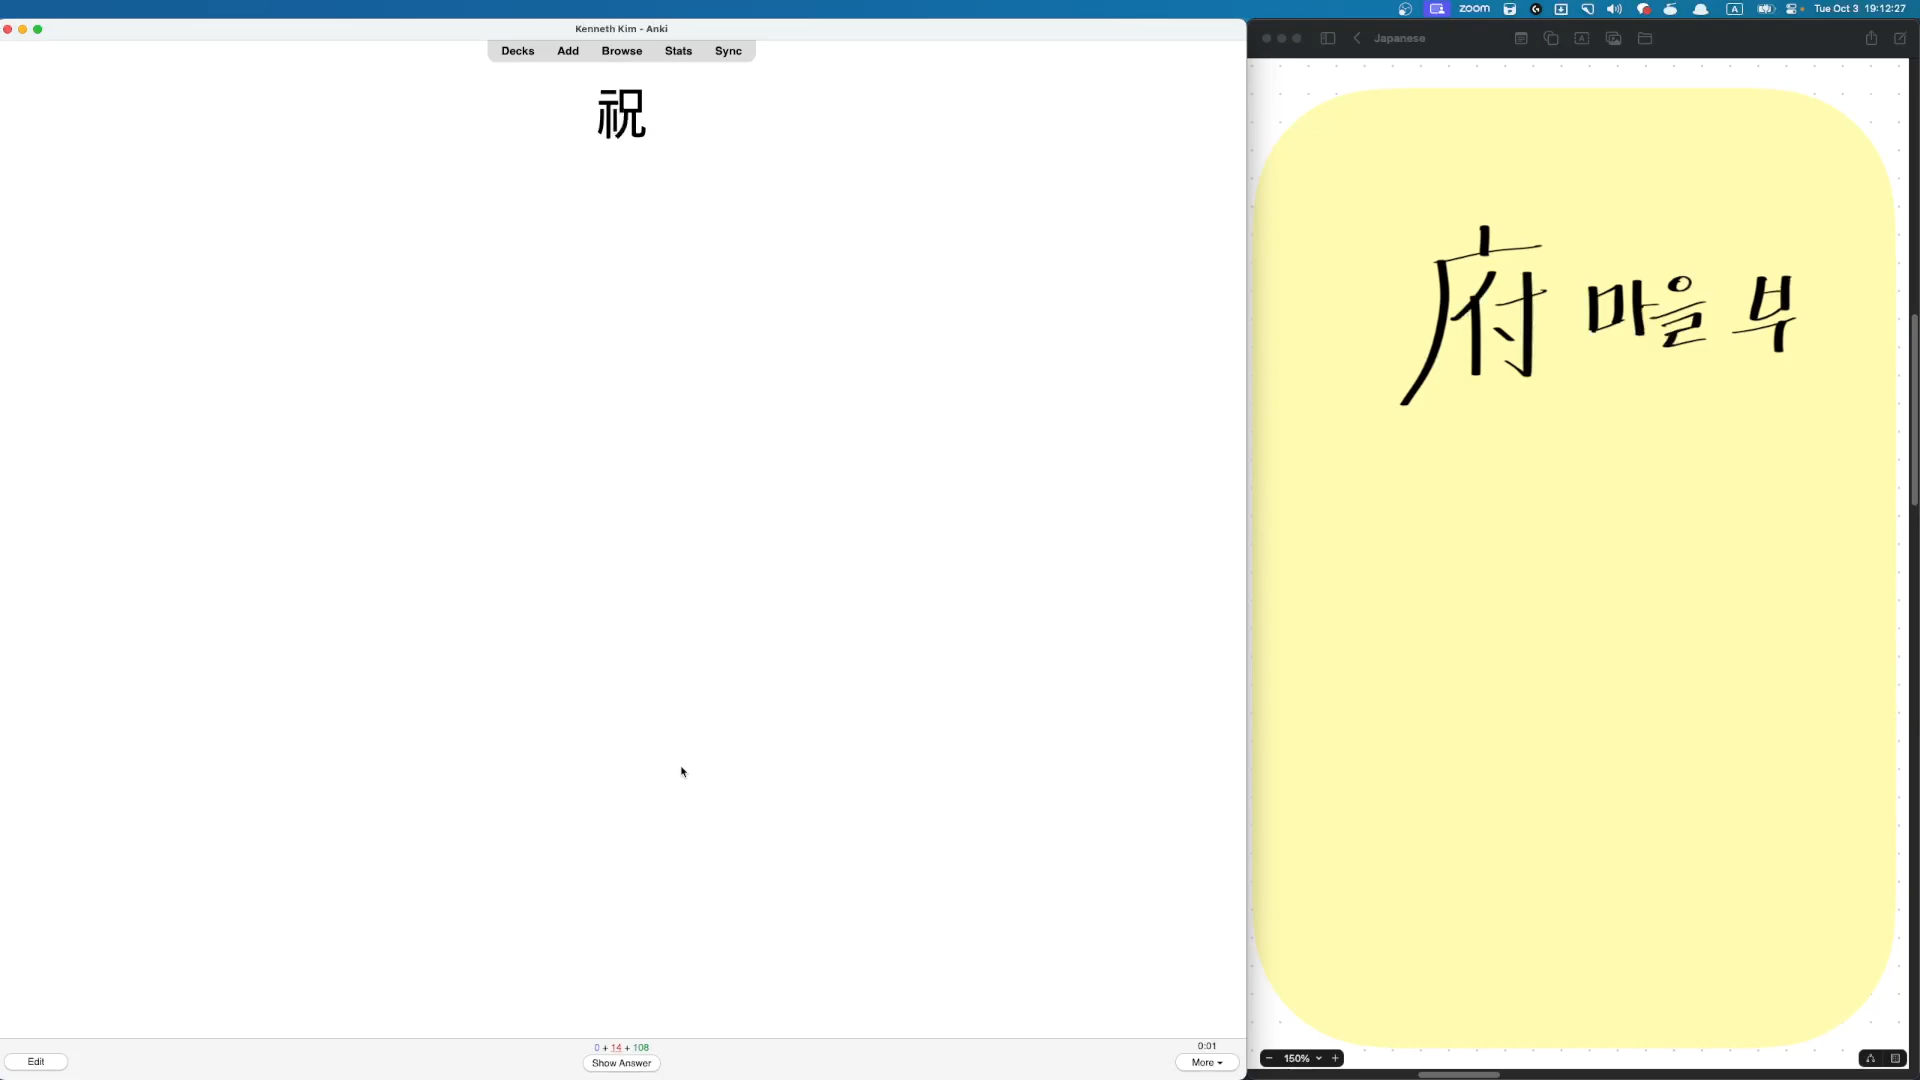 zoom
A
Tue Oct 3 19:12:27
Kenneth Kim - Anki
Decks Add Browse Stats Sync
祝
Edit
0 + 14 + 108
Show Answer
0:01
More
Japanese
A
府 마을 부
− 150% +